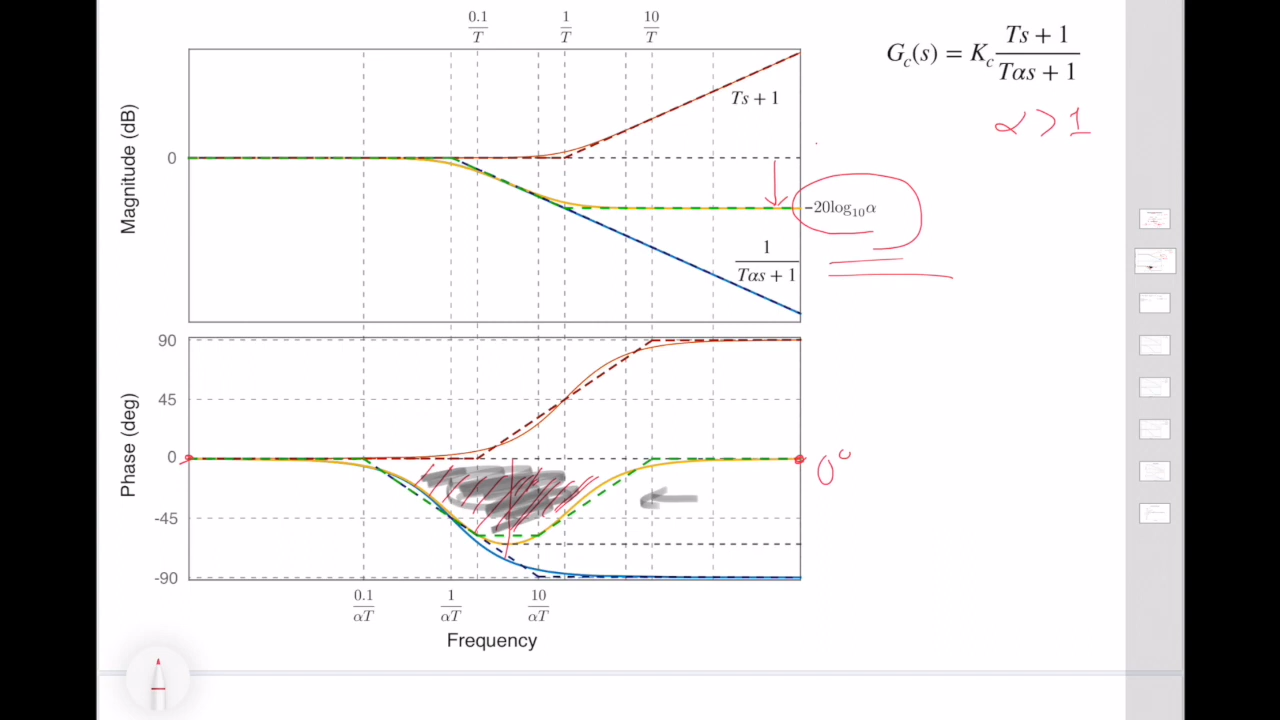 0.1/T 1/T 10/T
G_c(s) = K_c (Ts + 1)/(Tαs + 1)
α > 1
Magnitude (dB)
0
Ts + 1
−20log₁₀α
1/(Tαs + 1)
Phase (deg)
90
45
0
-45
-90
0°
0.1/αT 1/αT 10/αT
Frequency